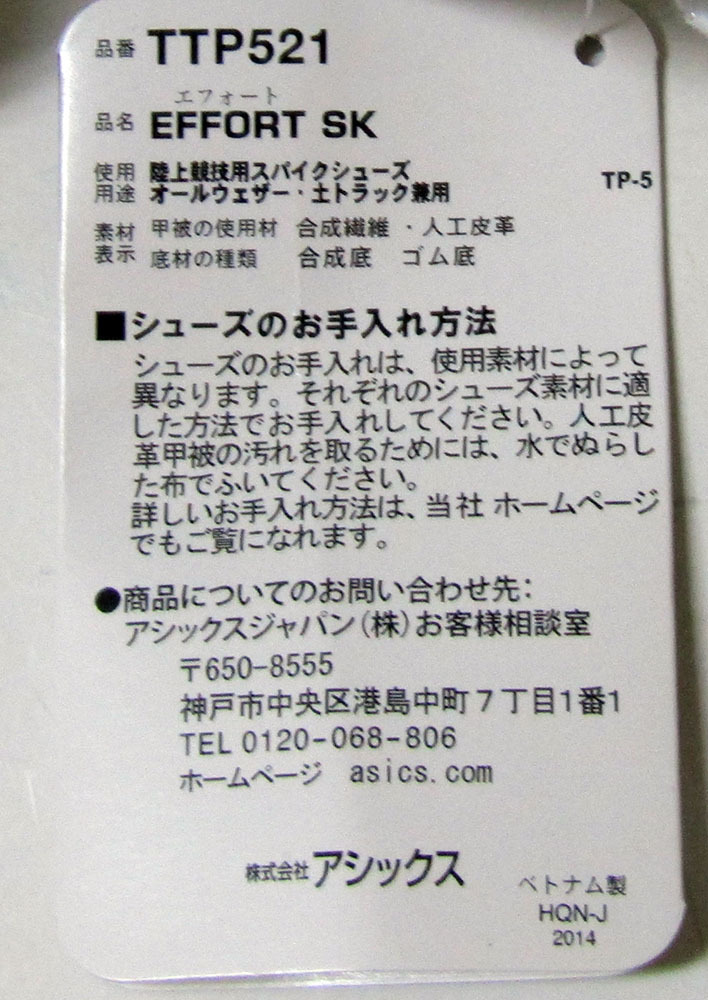 品番 TTP521
エフォート
品名 EFFORT SK
使用 陸上競技用スパイクシューズ
用途 オールウェザー・土トラック兼用
TP-5
素材 甲被の使用材 合成繊維・人工皮革
表示 底材の種類 合成底 ゴム底
■シューズのお手入れ方法
シューズのお手入れは、使用素材によって
異なります。それぞれのシューズ素材に適
した方法でお手入れしてください。人工皮
革甲被の汚れを取るためには、水でぬらし
た布でふいてください。
詳しいお手入れ方法は、当社 ホームページ
でもご覧になれます。
●商品についてのお問い合わせ先:
アシックスジャパン(株)お客様相談室
〒650-8555
神戸市中央区港島中町7丁目1番1
TEL 0120-068-806
ホームページ asics.com
株式会社アシックス
ベトナム製
HQN-J
2014